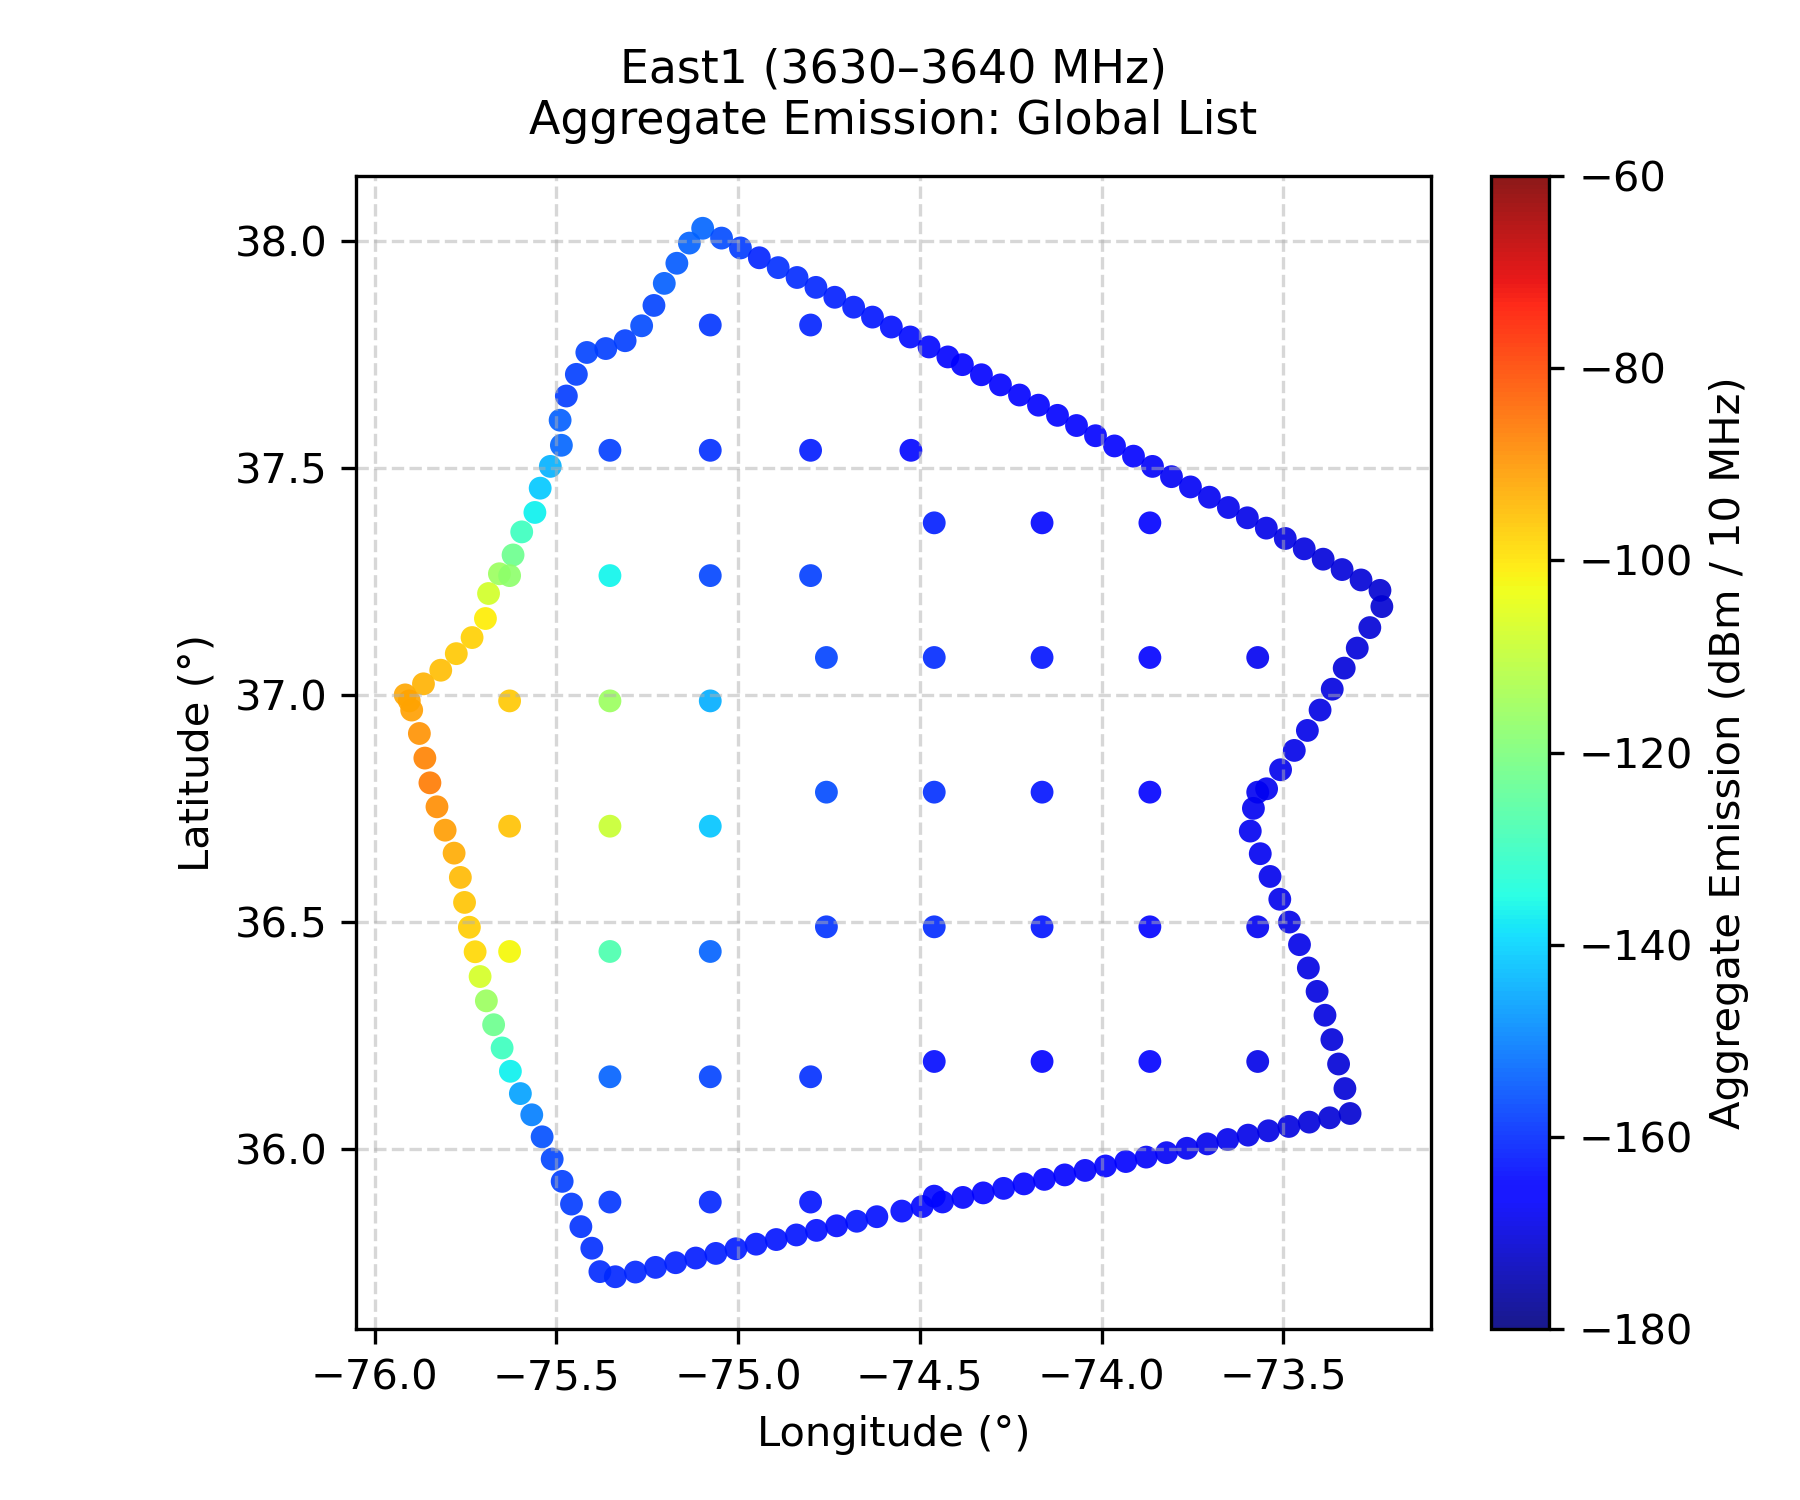 East1 (3630–3640 MHz)
Aggregate Emission: Global List
38.0
37.5
37.0
36.5
36.0
Latitude (°)
−76.0 −75.5 −75.0 −74.5 −74.0 −73.5
Longitude (°)
−60
−80
−100
−120
−140
−160
−180
Aggregate Emission (dBm / 10 MHz)